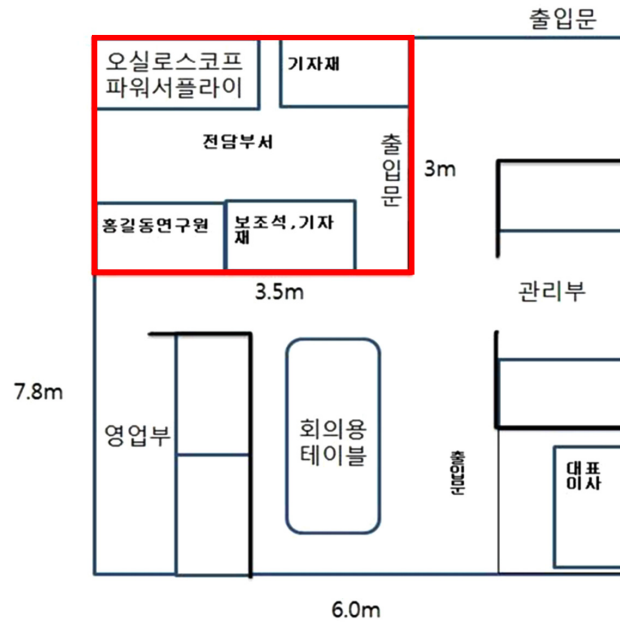 출입문
오실로스코프
파워서플라이
기자재
전담부서
출입문
3m
홍길동연구원
보조석,기자
재
3.5m
관리부
7.8m
영업부
회의용
테이블
출입문
대표
이사
6.0m